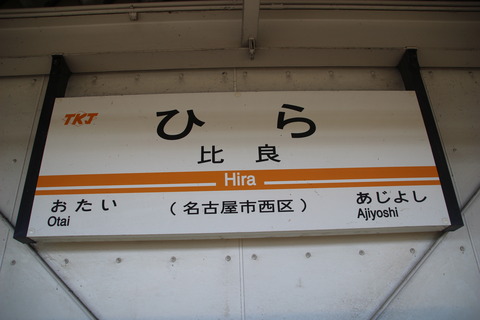 TKJ
ひら
比良
Hira
おたい
Otai
（名古屋市西区）
あじよし
Ajiyoshi